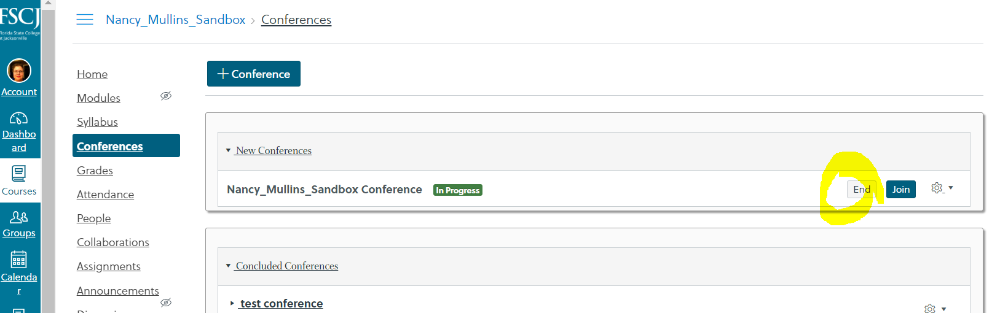 FSCJ
Florida State College
at Jacksonville
Account
Dashbo
ard
Courses
Groups
Calenda
r
Nancy_Mullins_Sandbox > Conferences
Home
Modules
Syllabus
Conferences
Grades
Attendance
People
Collaborations
Assignments
Announcements
+ Conference
New Conferences
Nancy_Mullins_Sandbox Conference In Progress End Join
Concluded Conferences
test conference